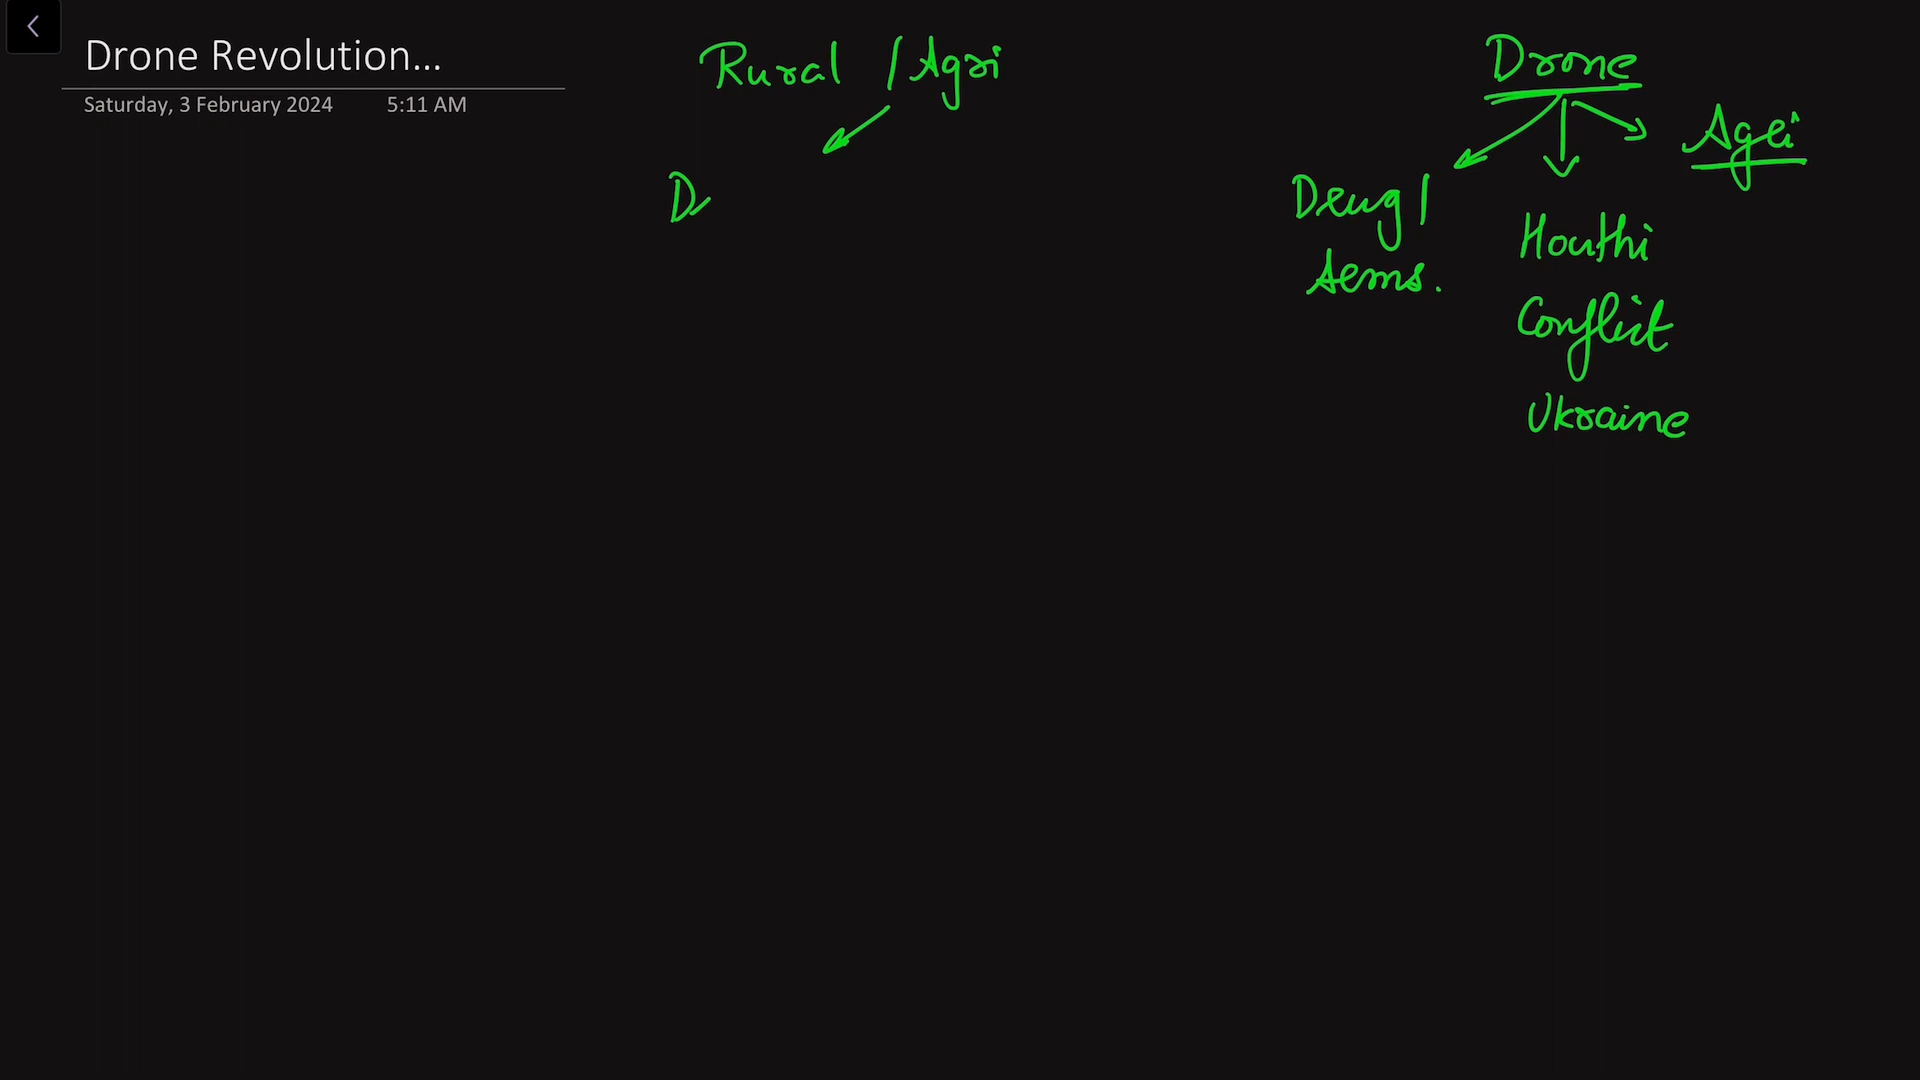 Drone Revolution...
Saturday, 3 February 2024 5:11 AM
Rural / Agri
D
Drone
Agri
Drug /
Arms.
Houthi
Conflict
Ukraine